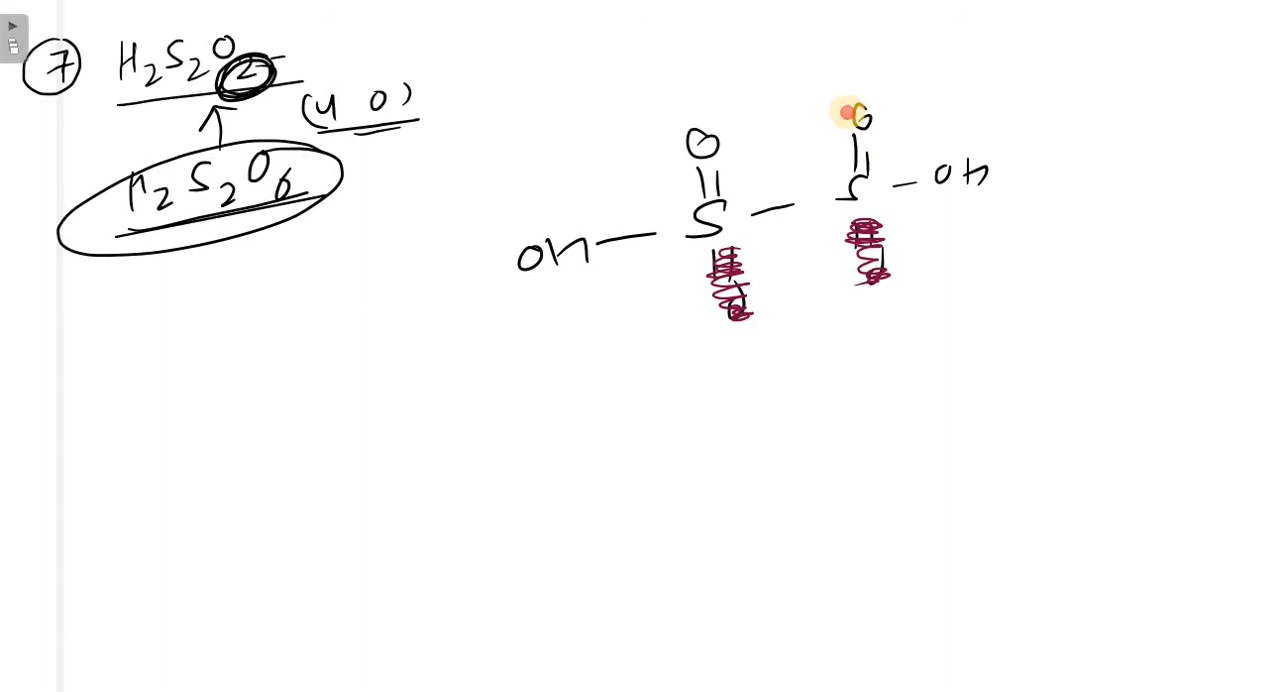 7 H2S2O2
(4 O)
H2S2O6
O O
OH — S — S — OH